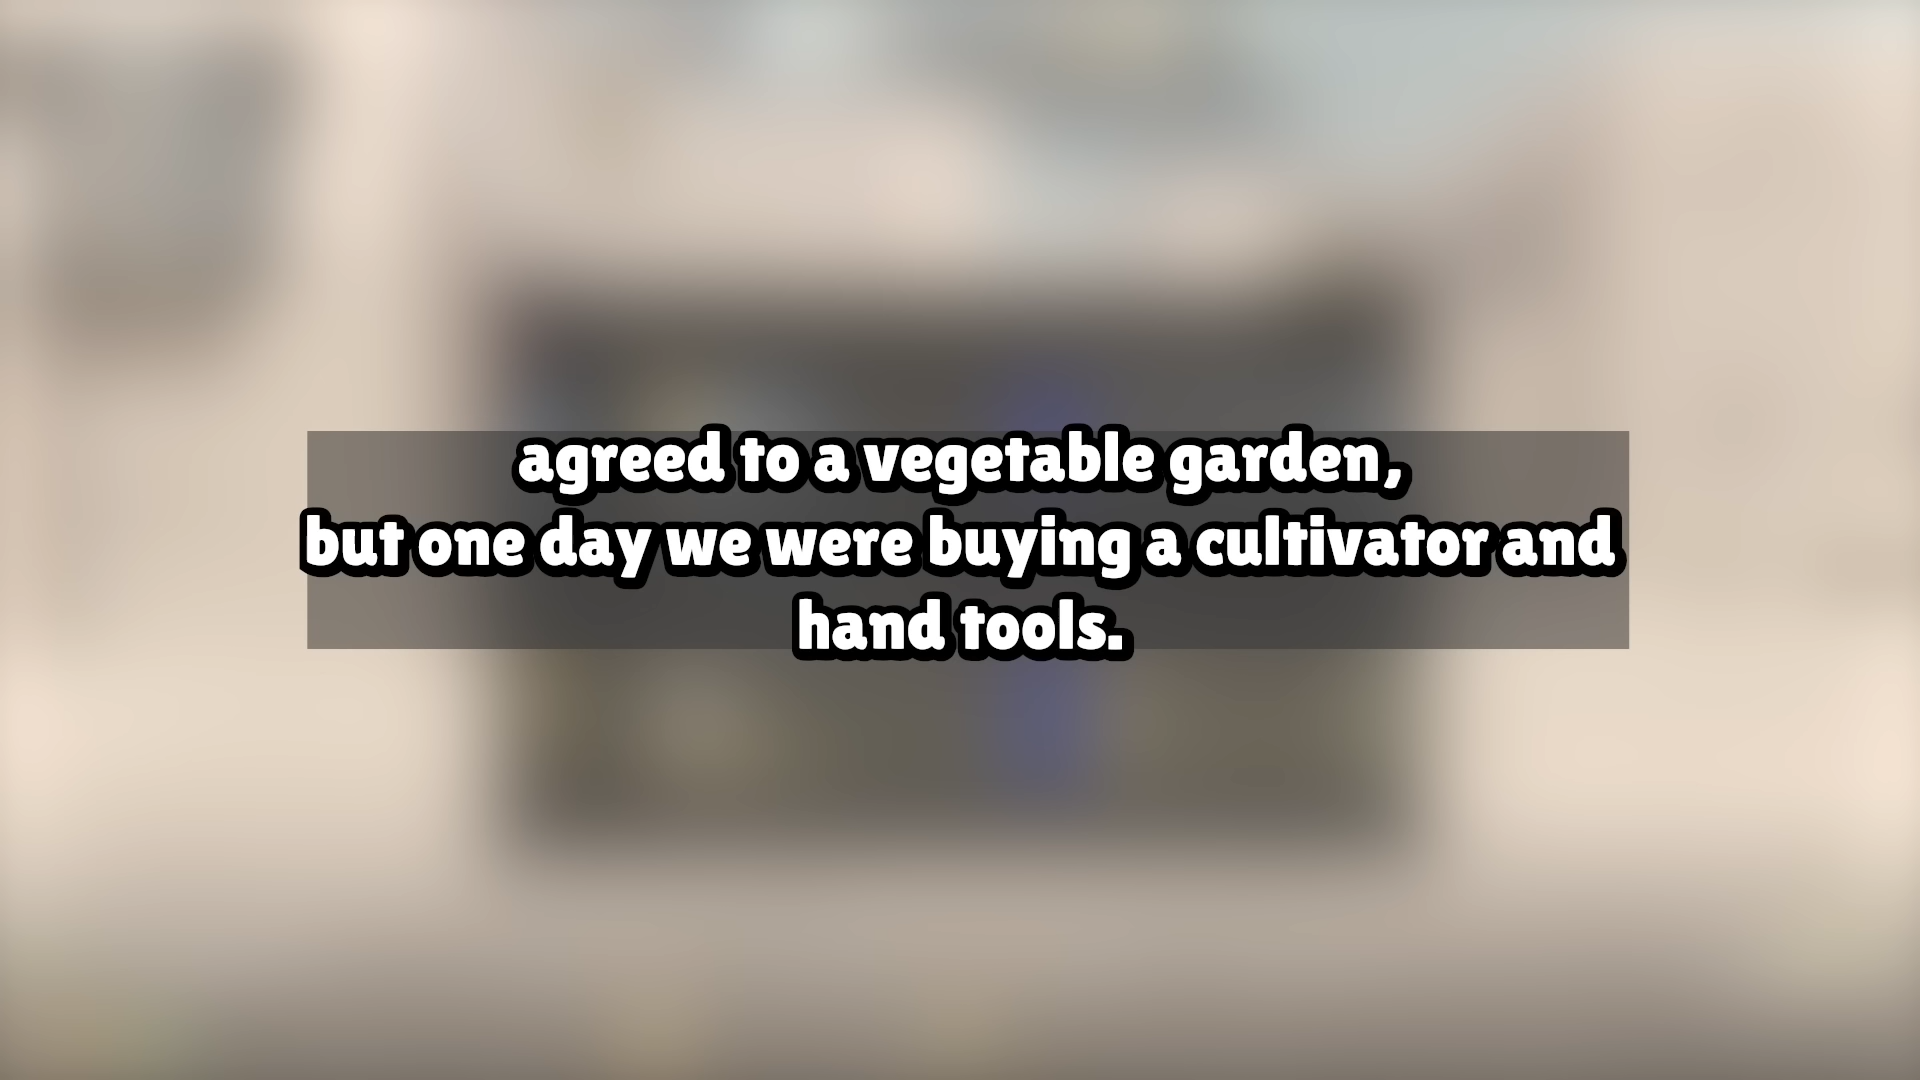 agreed to a vegetable garden,
but one day we were buying a cultivator and
hand tools.